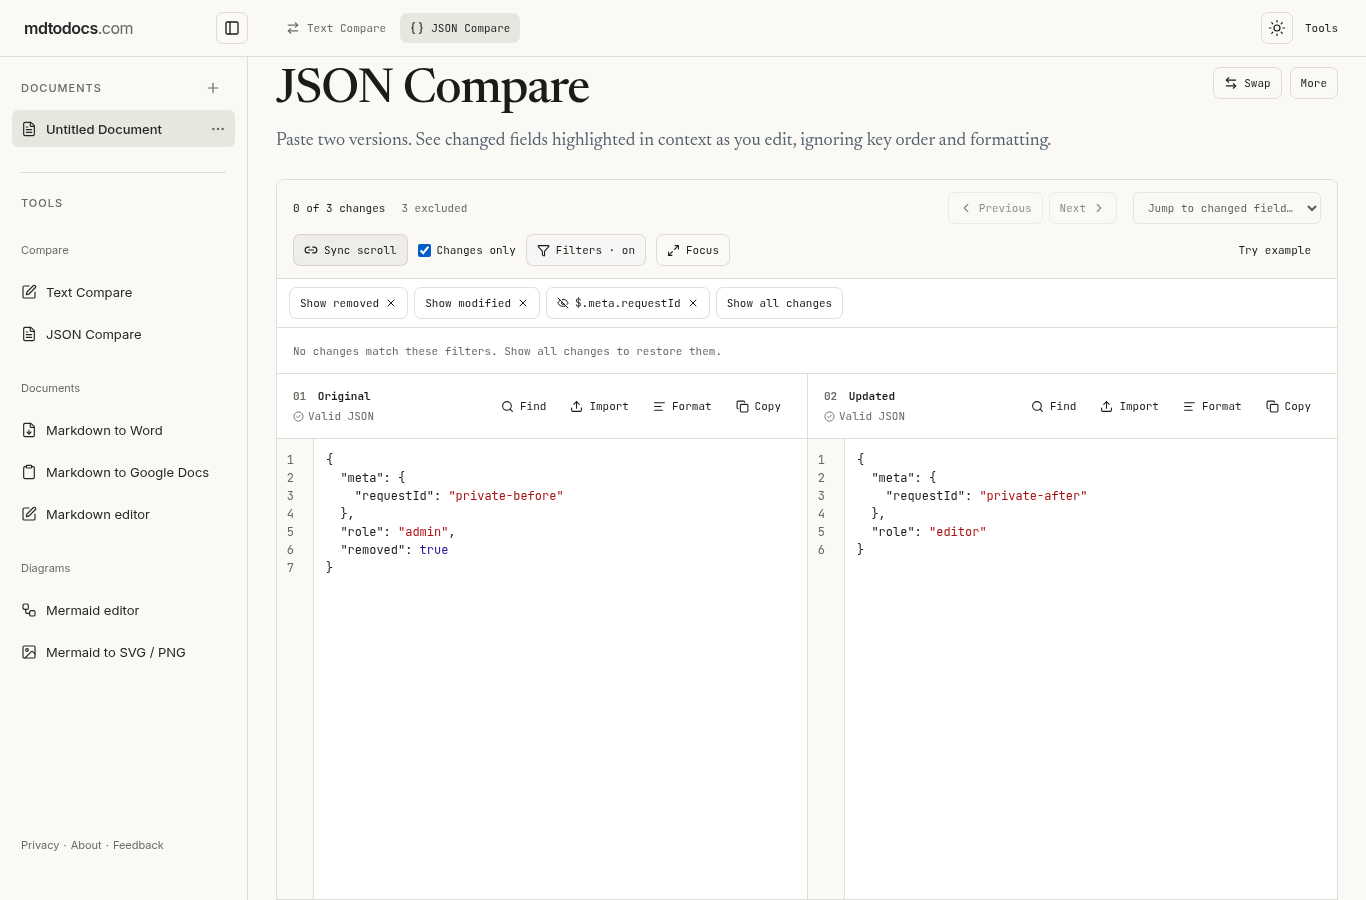 mdtodocs.com
Text Compare
{} JSON Compare
Tools
DOCUMENTS
Untitled Document
TOOLS
Compare
Text Compare
JSON Compare
Documents
Markdown to Word
Markdown to Google Docs
Markdown editor
Diagrams
Mermaid editor
Mermaid to SVG / PNG
Privacy · About · Feedback
JSON Compare
Swap
More
Paste two versions. See changed fields highlighted in context as you edit, ignoring key order and formatting.
0 of 3 changes 3 excluded
Previous
Next
Jump to changed field…
Sync scroll
Changes only
Filters · on
Focus
Try example
Show removed
Show modified
$.meta.requestId
Show all changes
No changes match these filters. Show all changes to restore them.
01 Original
Valid JSON
Find
Import
Format
Copy
1 {
2 "meta": {
3 "requestId": "private-before"
4 },
5 "role": "admin",
6 "removed": true
7 }
02 Updated
Valid JSON
Find
Import
Format
Copy
1 {
2 "meta": {
3 "requestId": "private-after"
4 },
5 "role": "editor"
6 }